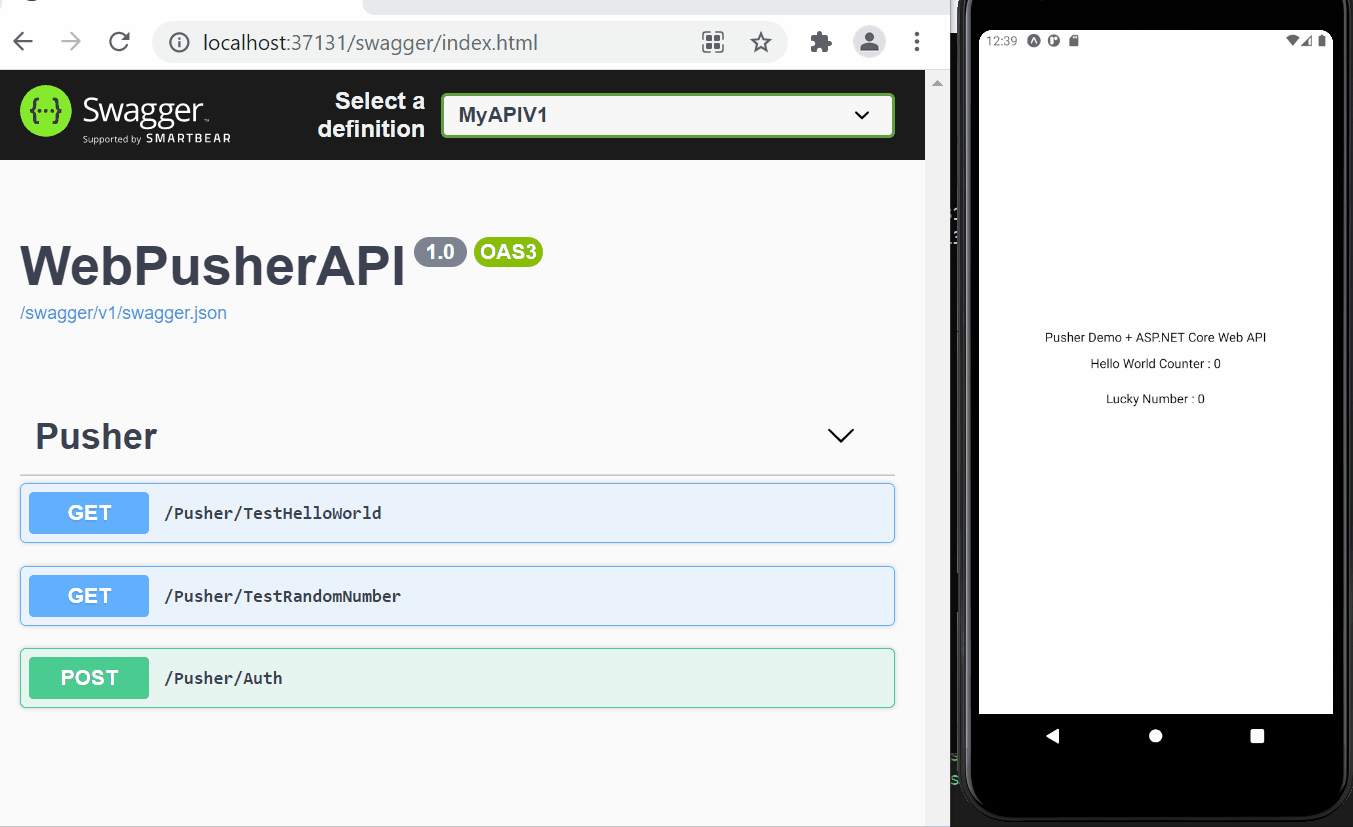 localhost:37131/swagger/index.html
Swagger
Supported by SMARTBEAR
Select a
definition
MyAPIV1
WebPusherAPI 1.0 OAS3
/swagger/v1/swagger.json
Pusher
GET /Pusher/TestHelloWorld
GET /Pusher/TestRandomNumber
POST /Pusher/Auth
12:39
Pusher Demo + ASP.NET Core Web API
Hello World Counter : 0
Lucky Number : 0